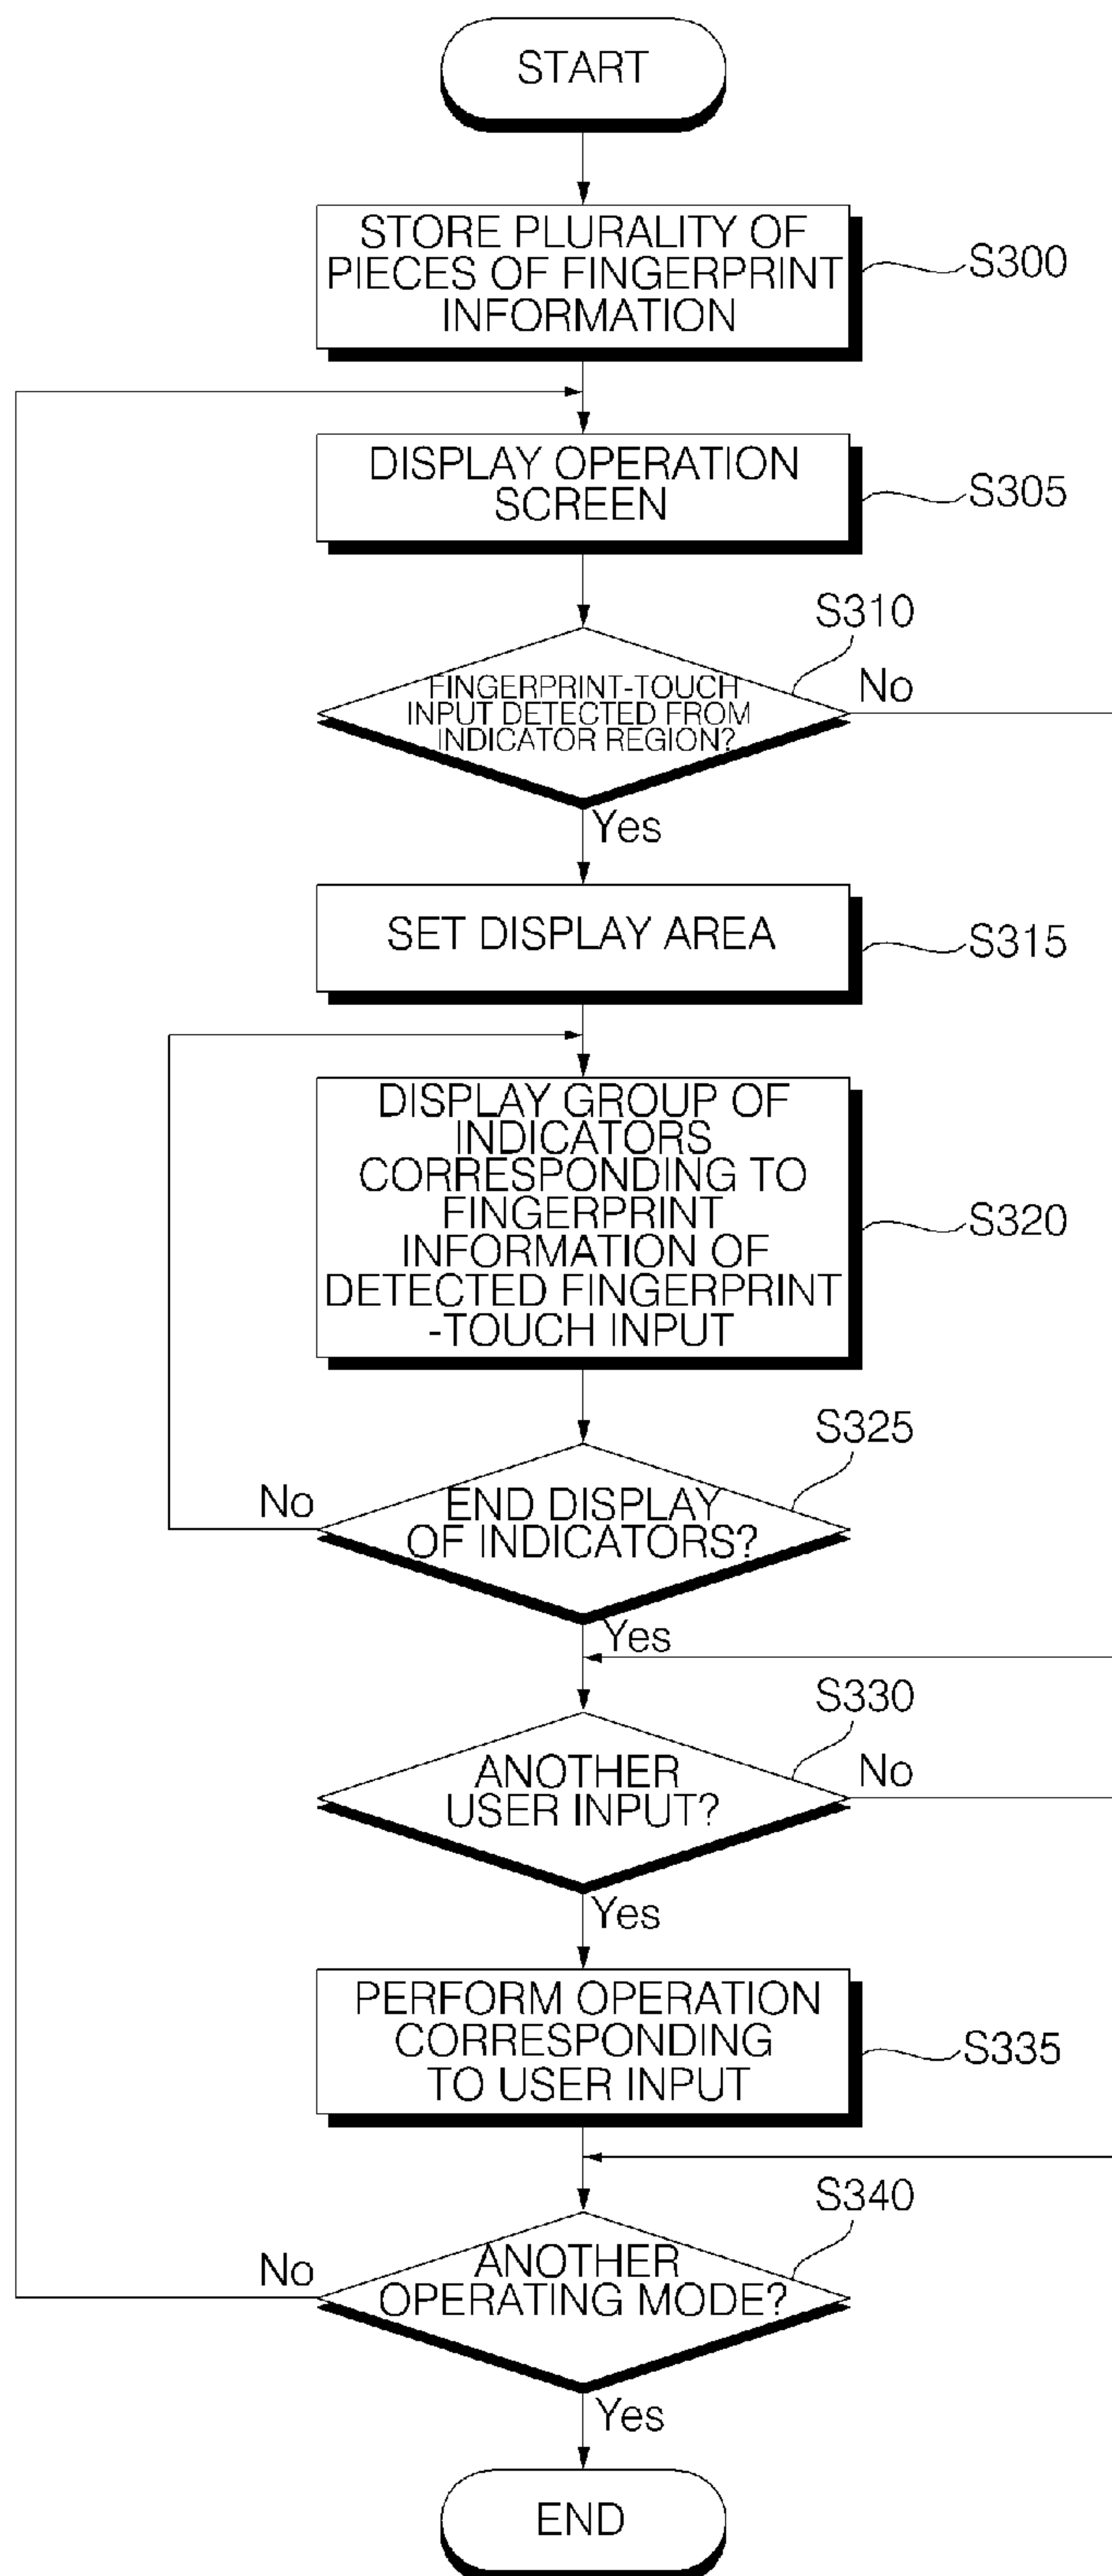 START
STORE PLURALITY OF
PIECES OF FINGERPRINT
INFORMATION
S300
DISPLAY OPERATION
SCREEN
S305
S310
FINGERPRINT-TOUCH
INPUT DETECTED FROM
INDICATOR REGION?
No
Yes
SET DISPLAY AREA
S315
DISPLAY GROUP OF
INDICATORS
CORRESPONDING TO
FINGERPRINT
INFORMATION OF
DETECTED FINGERPRINT
-TOUCH INPUT
S320
S325
No
END DISPLAY
OF INDICATORS?
Yes
S330
ANOTHER
USER INPUT?
No
Yes
PERFORM OPERATION
CORRESPONDING
TO USER INPUT
S335
S340
No
ANOTHER
OPERATING MODE?
Yes
END